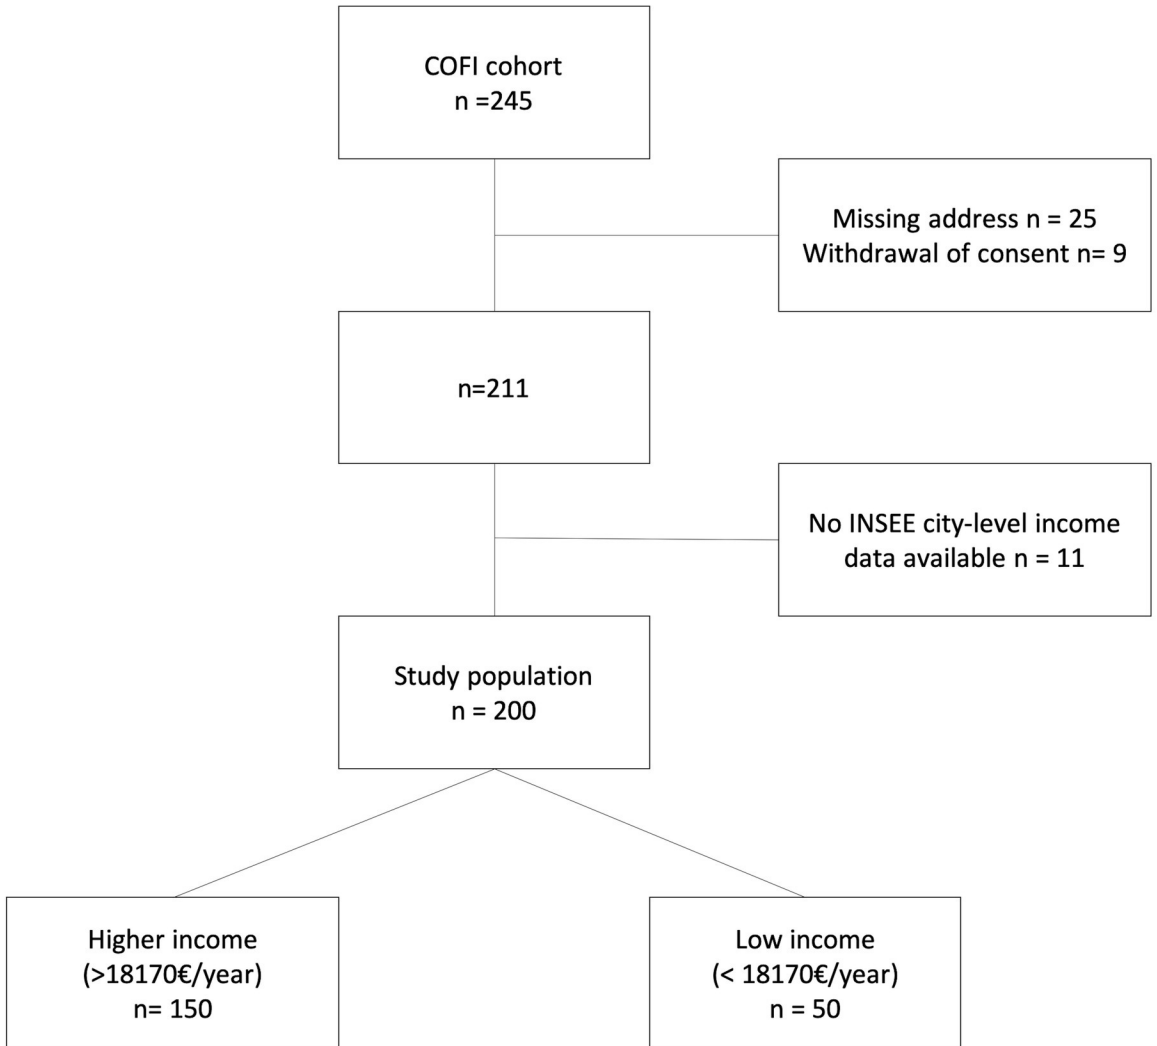 COFI cohort
n =245
Missing address n = 25
Withdrawal of consent n= 9
n=211
No INSEE city-level income
data available n = 11
Study population
n = 200
Higher income
(>18170€/year)
n= 150
Low income
(< 18170€/year)
n = 50